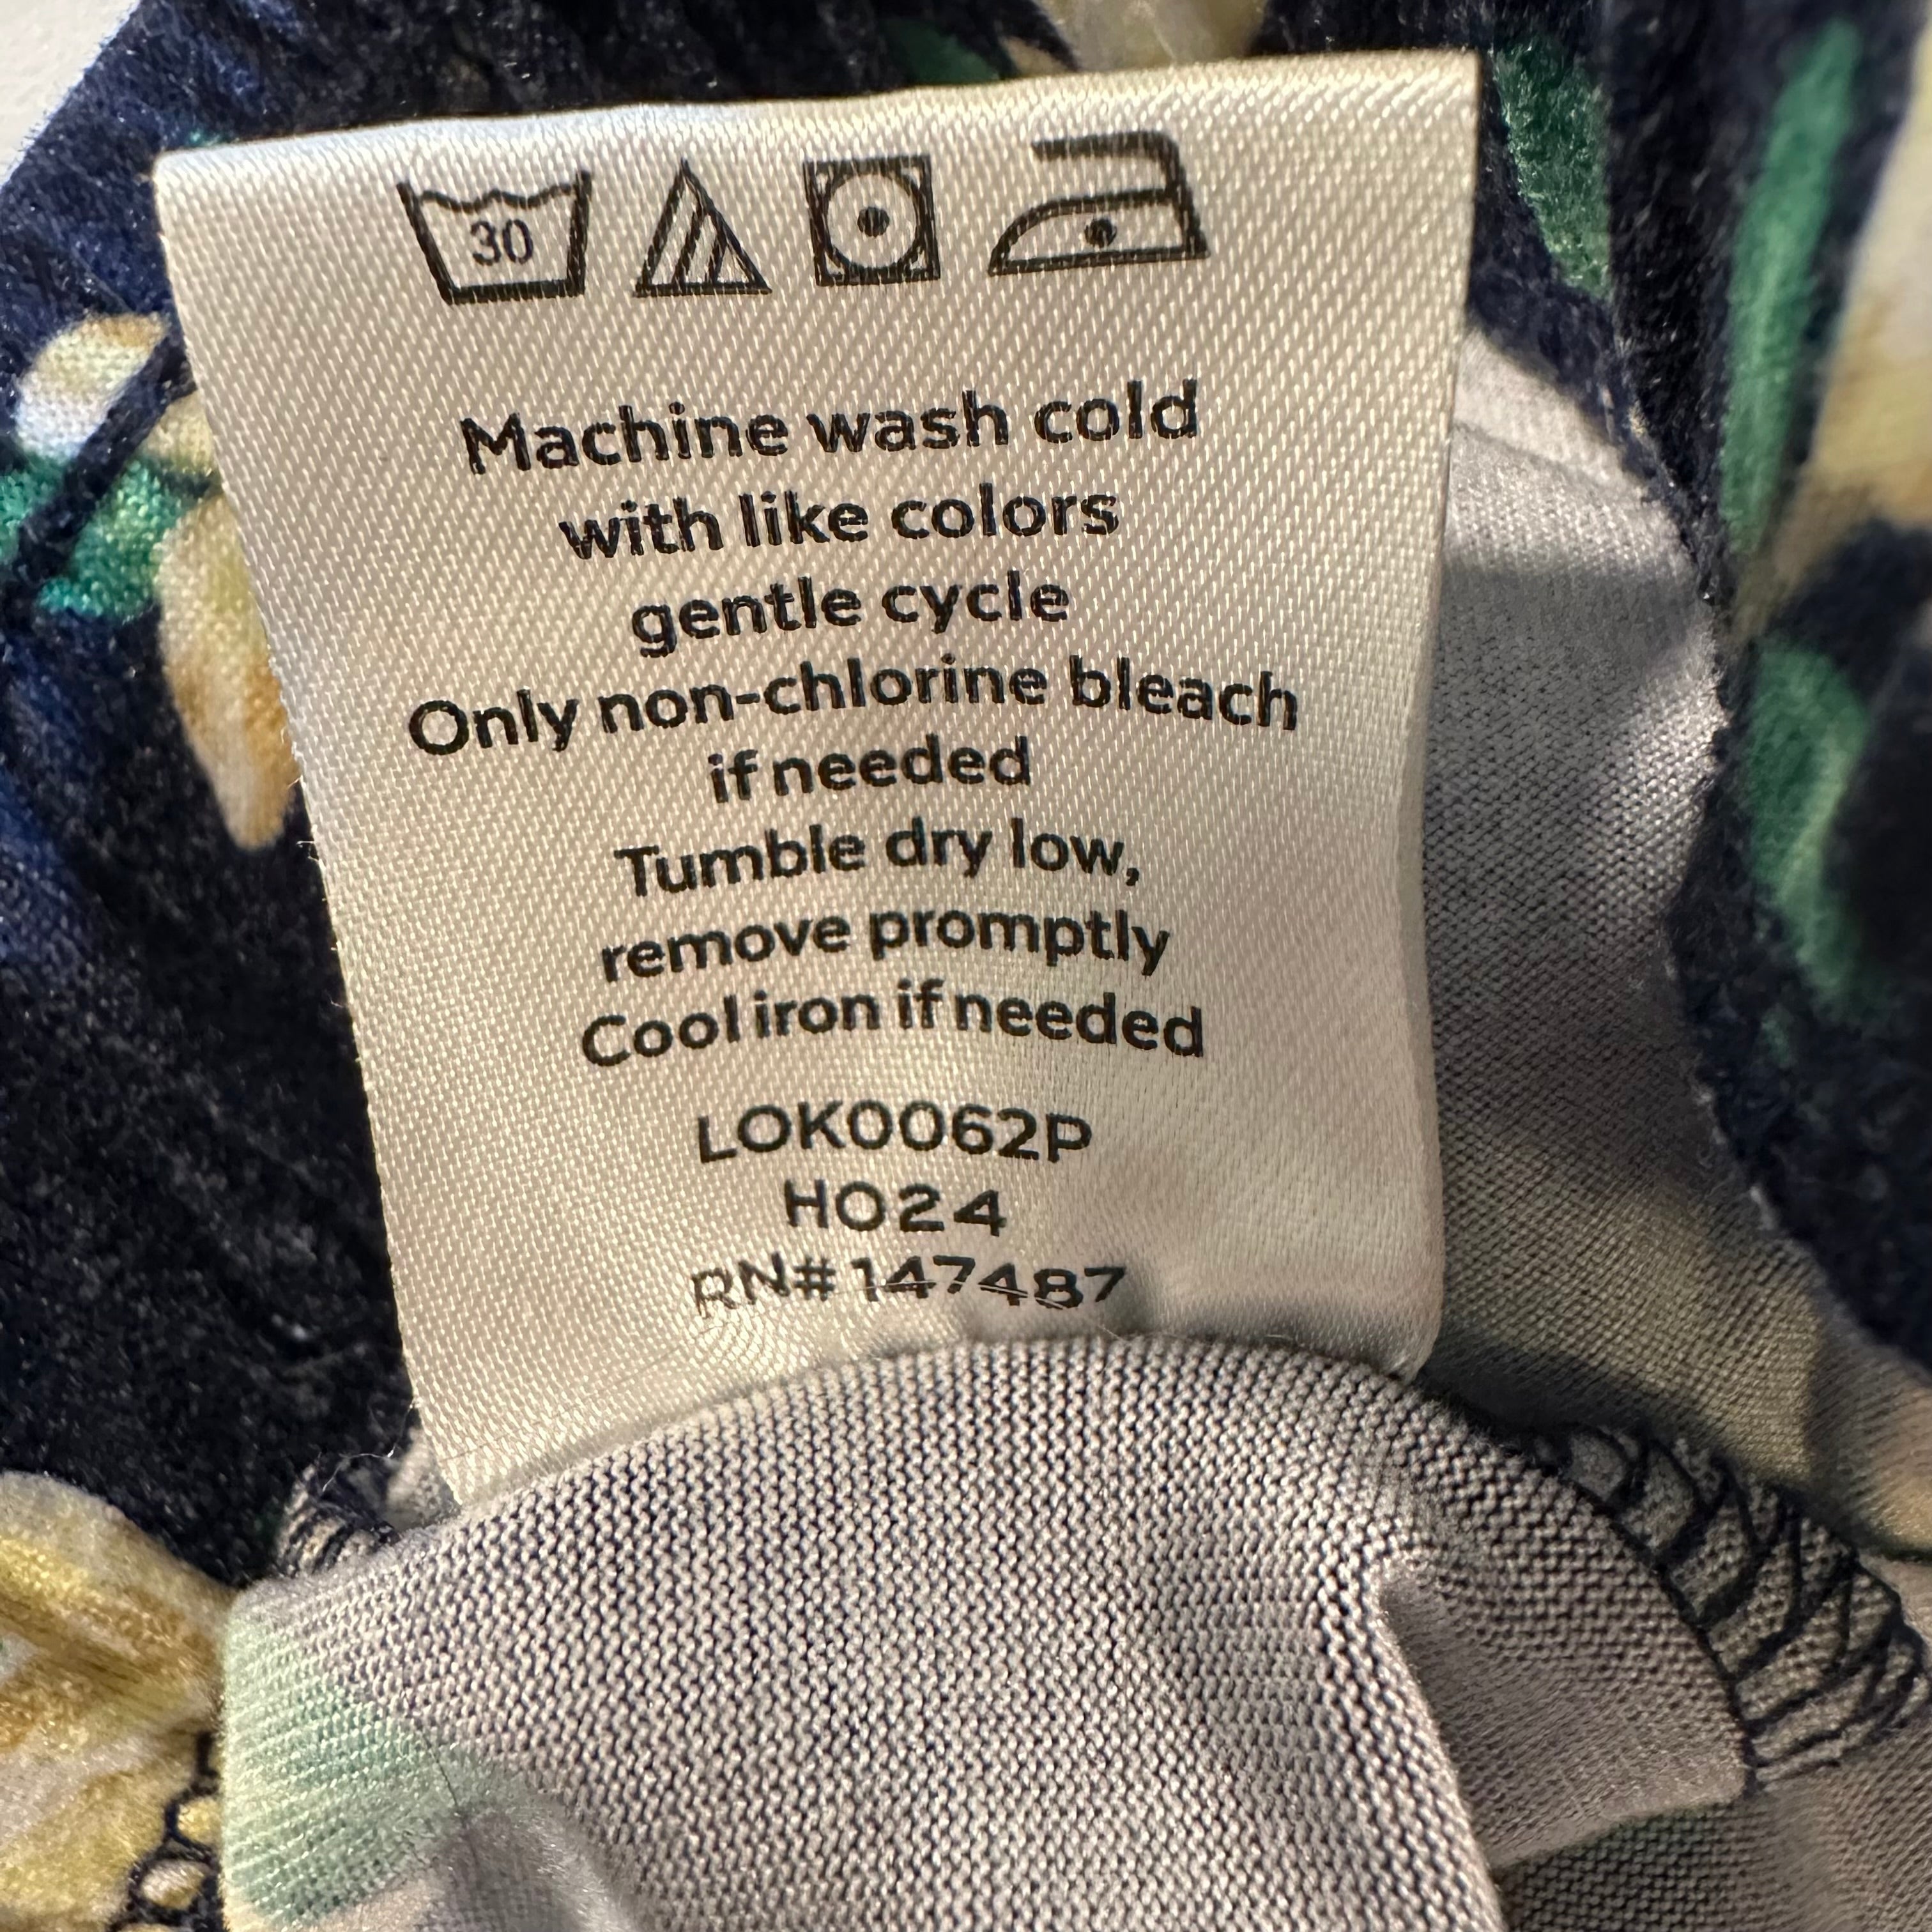 30
Machine wash cold
with like colors
gentle cycle
Only non-chlorine bleach
if needed
Tumble dry low,
remove promptly
Cool iron if needed
LOK0062P
HO24
RN# 147487